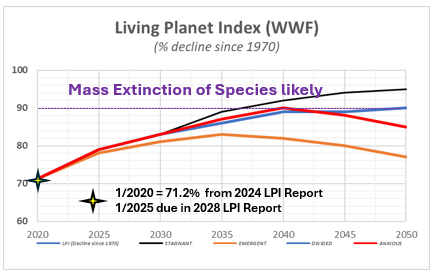 Living Planet Index (WWF)
(% decline since 1970)
100
Mass Extinction of Species likely
90
80
70
1/2020 = 71.2% from 2024 LPI Report
1/2025 due in 2028 LPI Report
60
2020 2025 2030 2035 2040 2045 2050
LPI (Decline since 1970) STAGNANT EMERGENT DIVIDED ANXIOUS